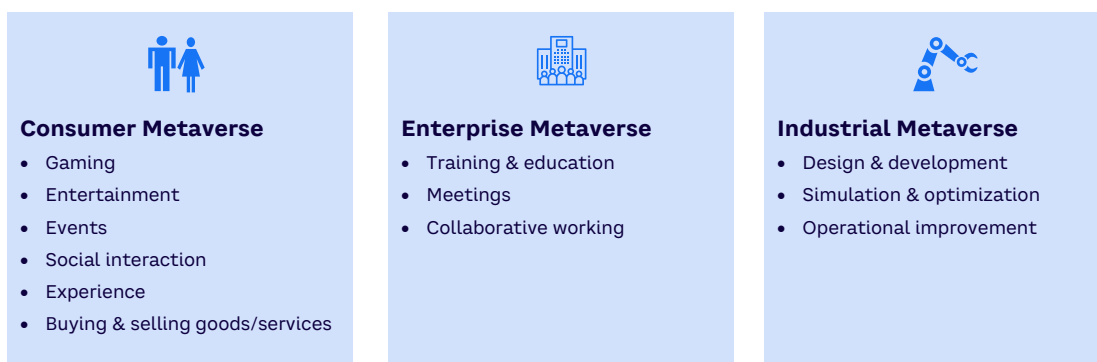 Consumer Metaverse
• Gaming
• Entertainment
• Events
• Social interaction
• Experience
• Buying & selling goods/services
Enterprise Metaverse
• Training & education
• Meetings
• Collaborative working
Industrial Metaverse
• Design & development
• Simulation & optimization
• Operational improvement